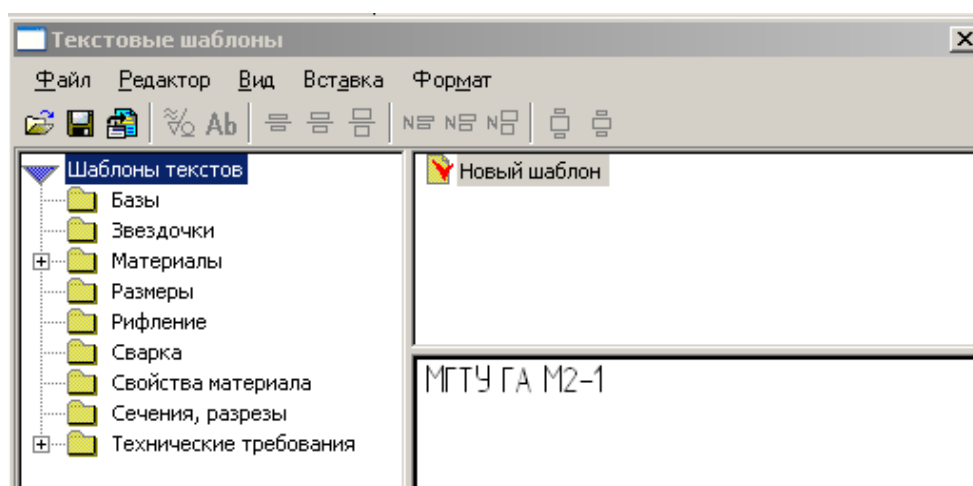 Текстовые шаблоны
Файл Редактор Вид Вставка Формат
Ab N N N
Шаблоны текстов
Базы
Звездочки
Материалы
Размеры
Рифление
Сварка
Свойства материала
Сечения, разрезы
Технические требования
Новый шаблон
МГТУ ГА М2-1